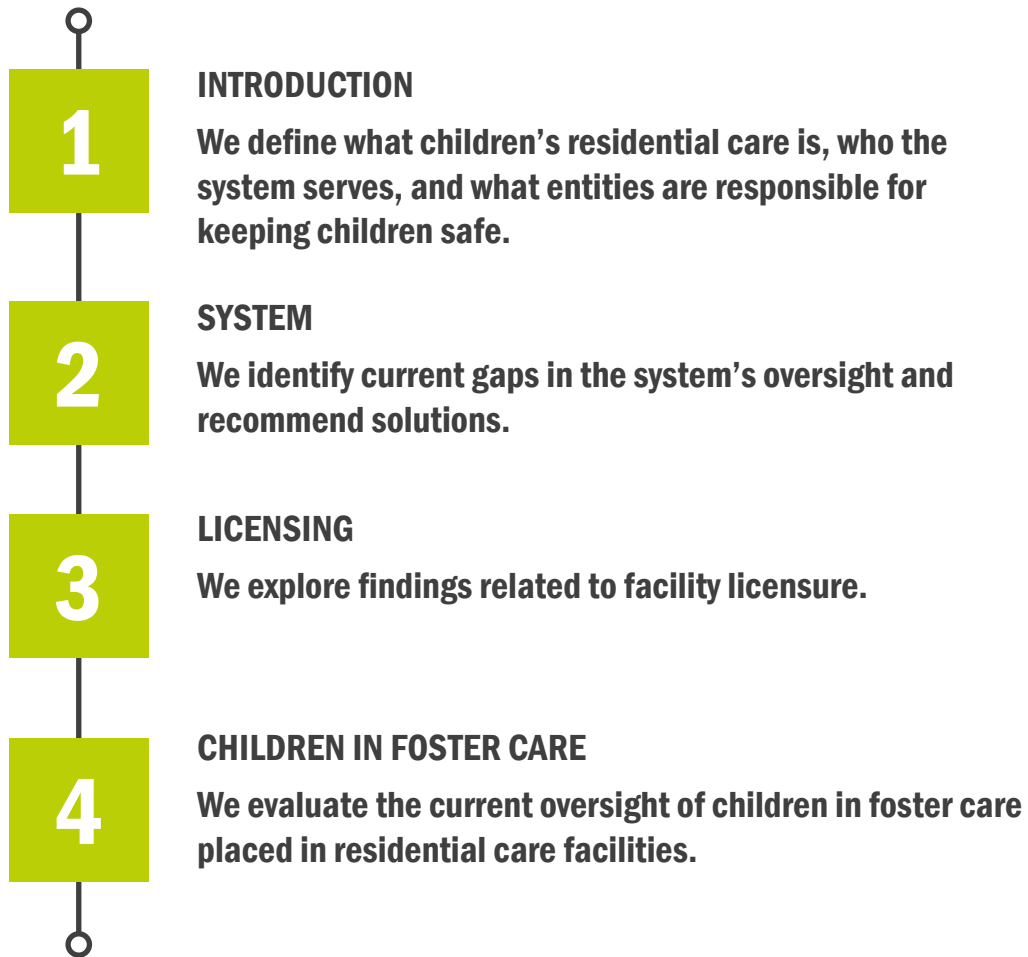 1
INTRODUCTION
We define what children’s residential care is, who the
system serves, and what entities are responsible for
keeping children safe.
2
SYSTEM
We identify current gaps in the system’s oversight and
recommend solutions.
3
LICENSING
We explore findings related to facility licensure.
4
CHILDREN IN FOSTER CARE
We evaluate the current oversight of children in foster care
placed in residential care facilities.